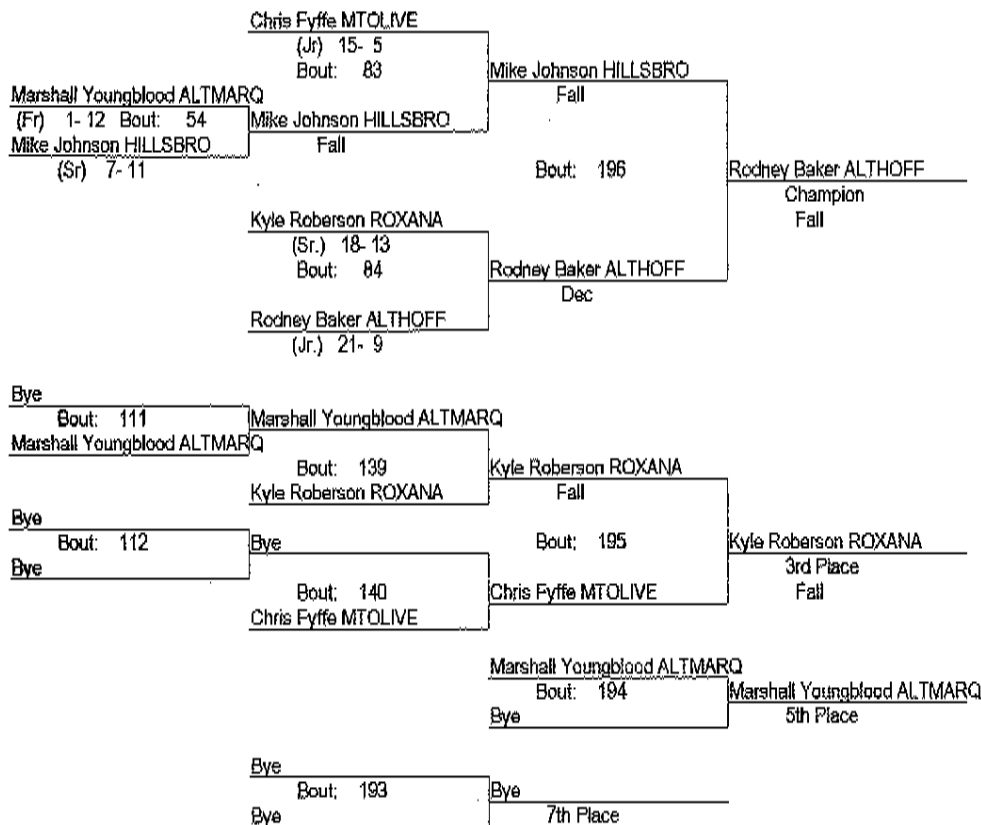 Chris Fyffe MTOLIVE
(Jr) 15- 5
Bout: 83
Mike Johnson HILLSBRO
Fall
Marshall Youngblood ALTMARQ
(Fr) 1- 12 Bout: 54
Mike Johnson HILLSBRO
Fall
Mike Johnson HILLSBRO
(Sr) 7- 11
Bout: 196
Rodney Baker ALTHOFF
Champion
Fall
Kyle Roberson ROXANA
(Sr.) 18- 13
Bout: 84
Rodney Baker ALTHOFF
Dec
Rodney Baker ALTHOFF
(Jr.) 21- 9
Bye
Bout: 111
Marshall Youngblood ALTMARQ
Marshall Youngblood ALTMARQ
Bout: 139
Kyle Roberson ROXANA
Fall
Kyle Roberson ROXANA
Bye
Bout: 112
Bye
Bye
Bout: 195
Kyle Roberson ROXANA
3rd Place
Fall
Bout: 140
Chris Fyffe MTOLIVE
Chris Fyffe MTOLIVE
Marshall Youngblood ALTMARQ
Bout: 194
Marshall Youngblood ALTMARQ
5th Place
Bye
Bye
Bout: 193
Bye
7th Place
Bye